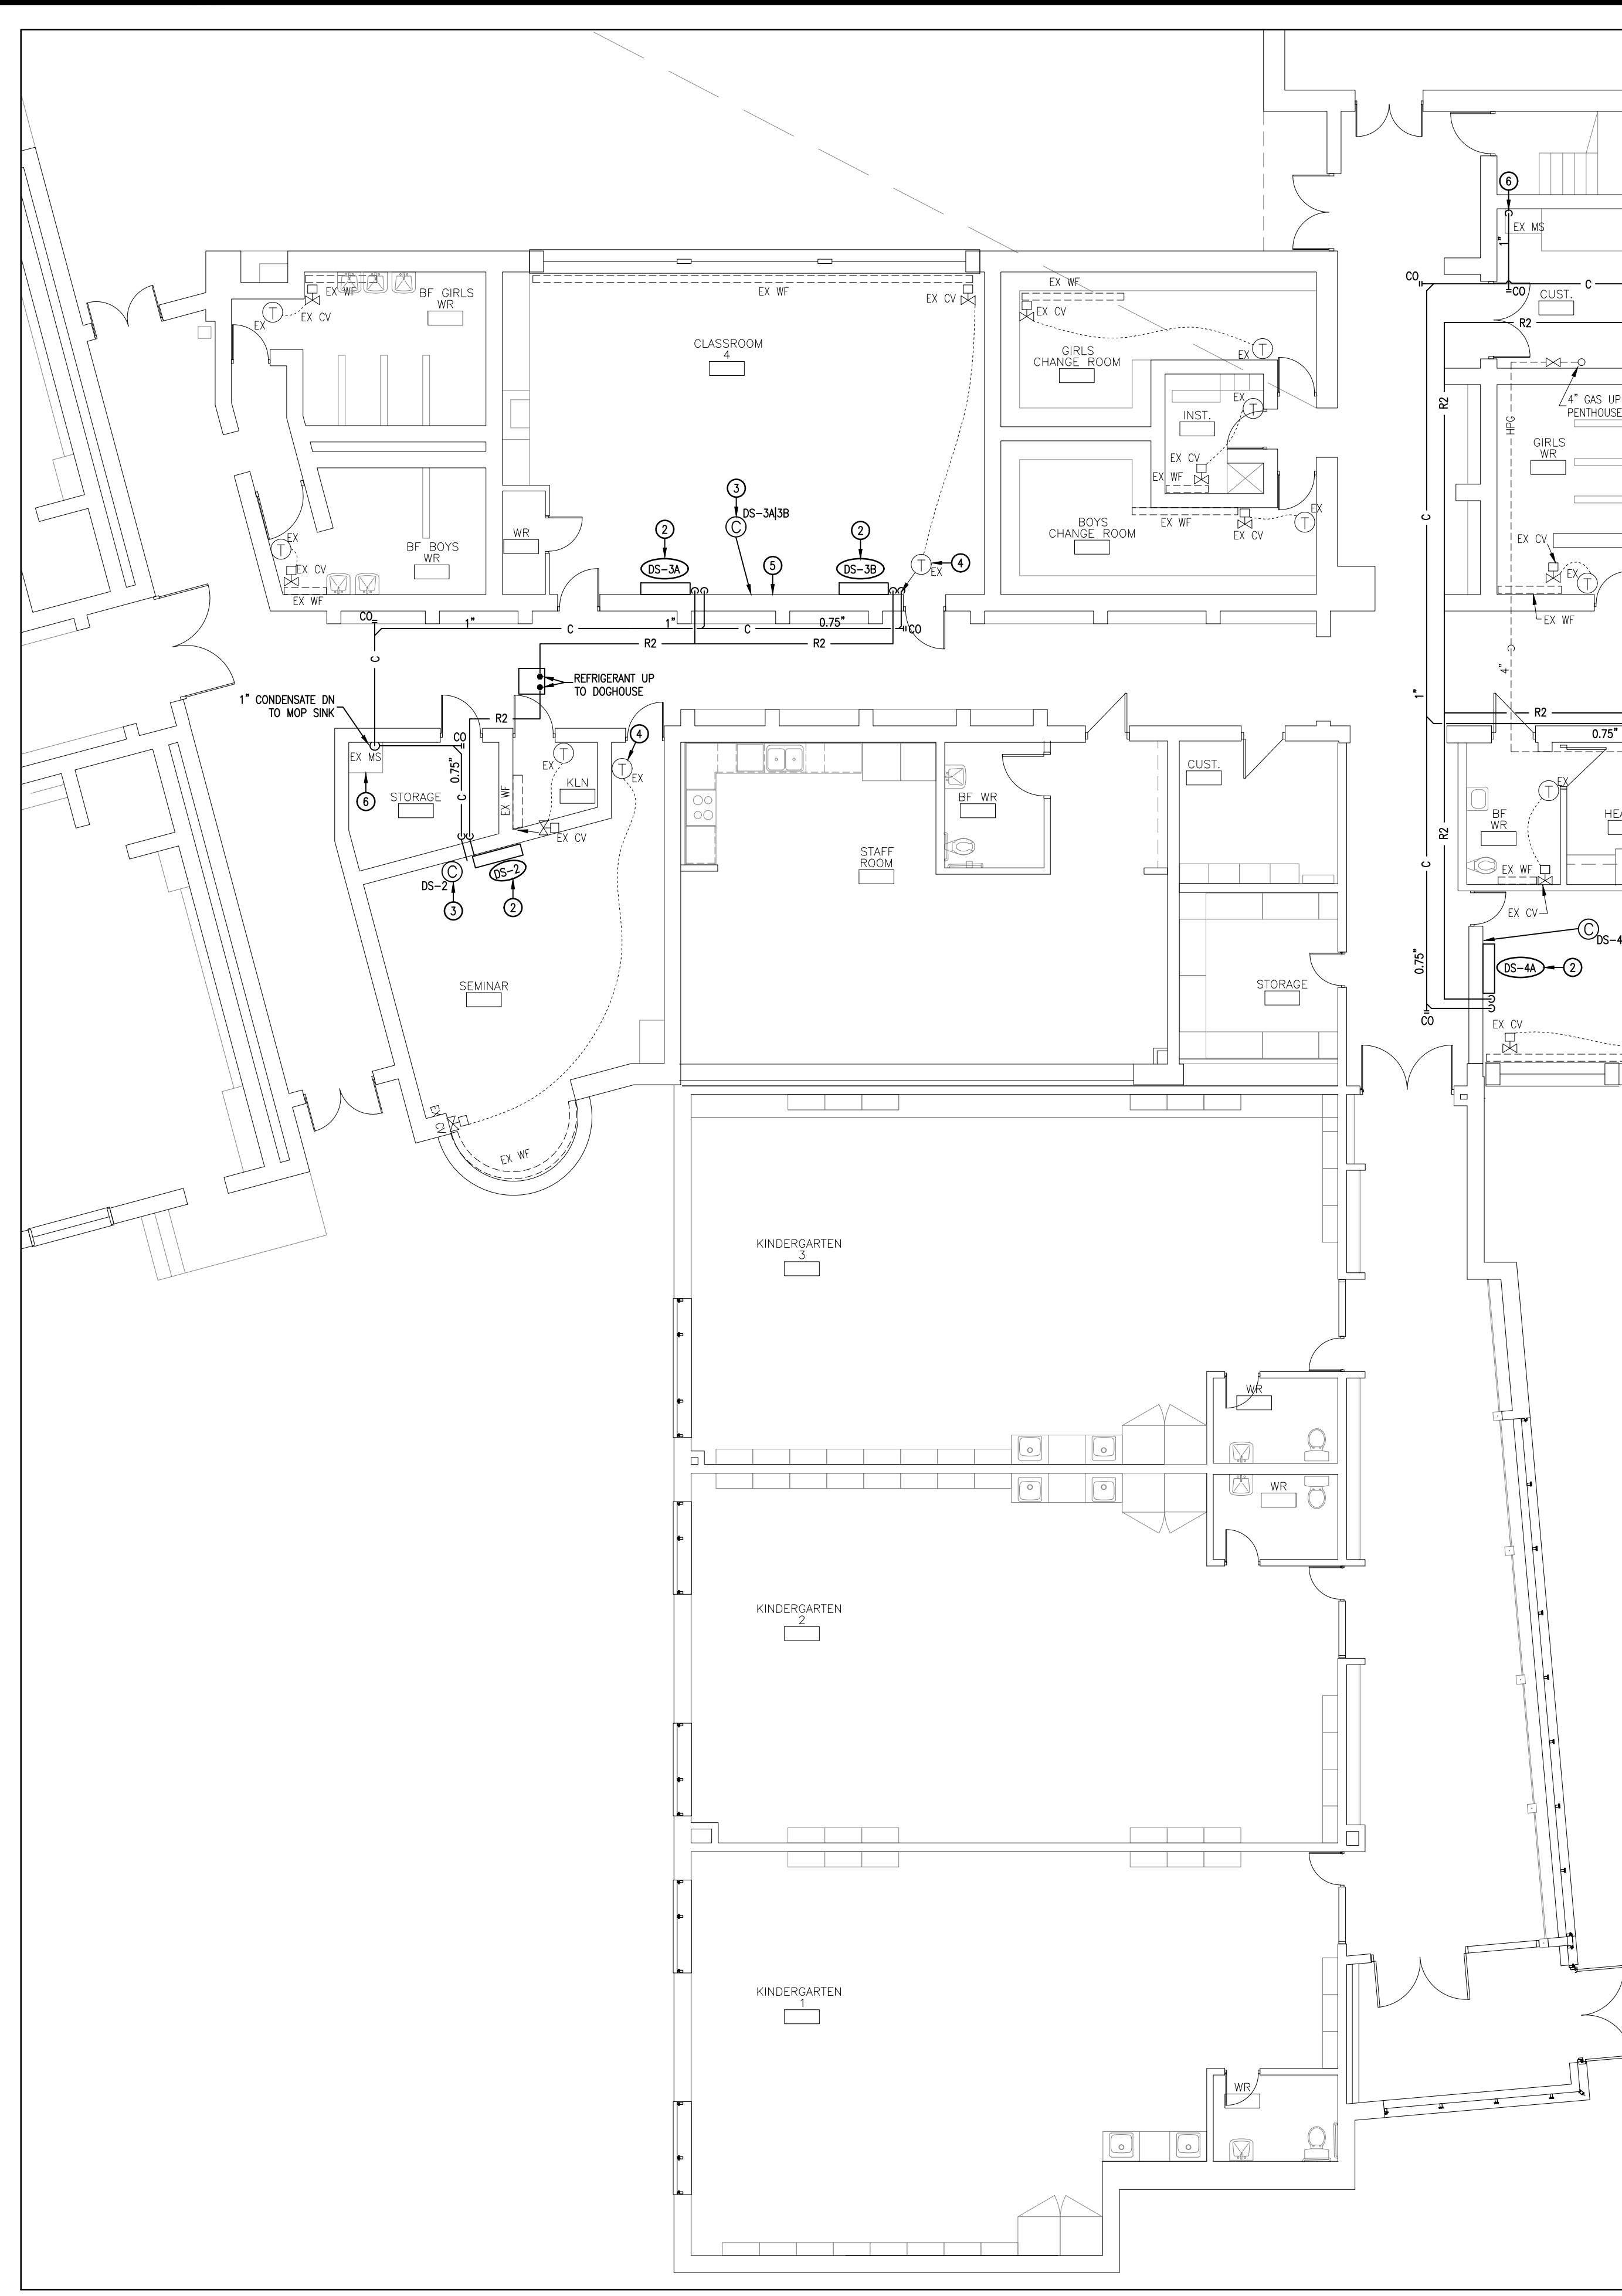 6
EX MS
1"
CO
CO
C
CUST.
R2
EX WF
BF GIRLS
WR
EX
EX CV
EX WF
EX CV
EX WF
EX CV
CLASSROOM
4
GIRLS
CHANGE ROOM
EX
T
EX
T
INST.
EX CV
EX WF
R2
HPG
4" GAS UP
PENTHOUSE
GIRLS
WR
3
DS-3A|3B
C
2
DS-3A
5
2
DS-3B
T
EX
4
WR
BF BOYS
WR
T
EX
EX CV
EX WF
BOYS
CHANGE ROOM
EX WF
EX CV
T
EX
C
EX CV
EX
T
EX WF
CO
1"
C
1"
C
0.75"
CO
R2
R2
C
REFRIGERANT UP
TO DOGHOUSE
1" CONDENSATE DN
TO MOP SINK
R2
4"
1"
R2
0.75"
CO
EX MS
6
STORAGE
0.75"
C
EX WF
T
EX
KLN
EX CV
4
T
EX
BF WR
STAFF
ROOM
CUST.
C
DS-2
3
DS-2
2
SEMINAR
STORAGE
EX CV
EX WF
R2
C
BF
WR
T
EX
EX WF
EX CV
HEA
C
DS-4
DS-4A
2
0.75"
CO
EX CV
KINDERGARTEN
3
WR
WR
KINDERGARTEN
2
KINDERGARTEN
1
WR